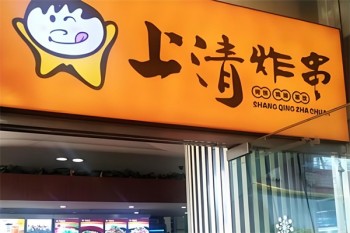 上清炸串
SHANG QING ZHA CHUAN